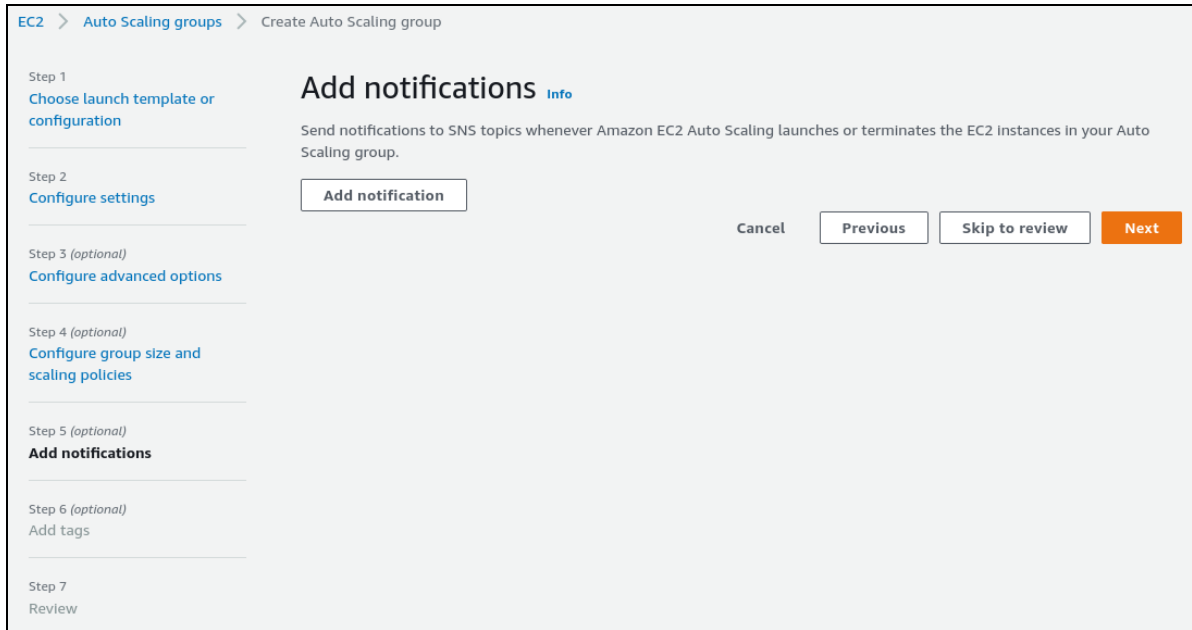 EC2 > Auto Scaling groups > Create Auto Scaling group
Step 1
Choose launch template or
configuration
Step 2
Configure settings
Step 3 (optional)
Configure advanced options
Step 4 (optional)
Configure group size and
scaling policies
Step 5 (optional)
Add notifications
Step 6 (optional)
Add tags
Step 7
Review
Add notifications Info
Send notifications to SNS topics whenever Amazon EC2 Auto Scaling launches or terminates the EC2 instances in your Auto
Scaling group.
Add notification
Cancel Previous Skip to review Next